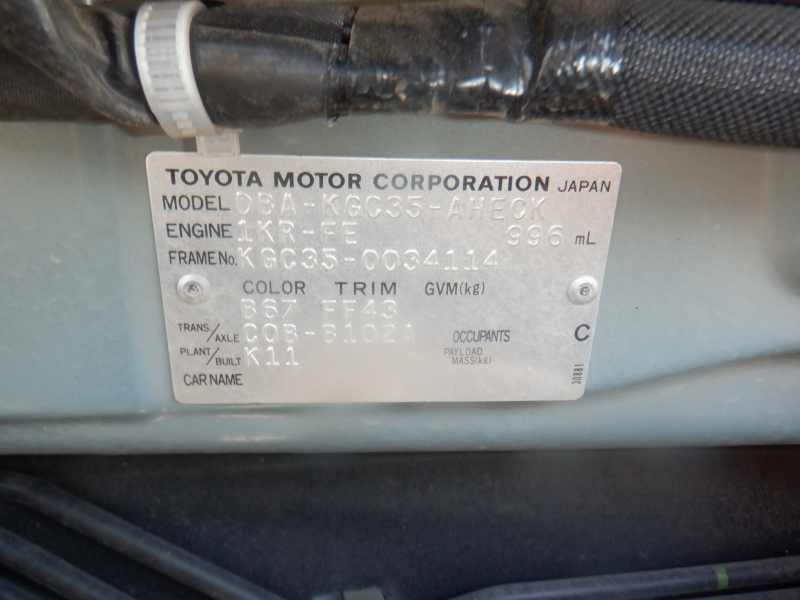 TOYOTA MOTOR CORPORATION JAPAN
MODEL DBA-KGC35-AHECK
ENGINE 1KR-FE 996 mL
FRAME No. KGC35-0034114
COLOR TRIM GVM(kg)
B67 FF43
TRANS/AXLE C0B-B102A OCCUPANTS C
PLANT/BUILT K11 PAYLOAD MASS(kg)
CAR NAME
30881